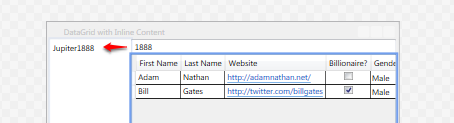 DataGrid with Inline Content
Jupiter1888
1888
First Name Last Name Website Billionaire? Gende
Adam Nathan http://adamnathan.net/ Male
Bill Gates http://twitter.com/billgates Male